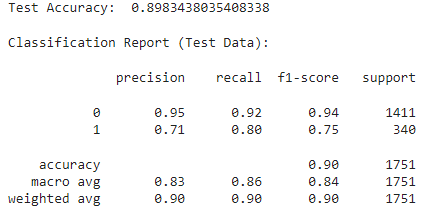 Test Accuracy:  0.8983438035408338
Classification Report (Test Data):
precision    recall  f1-score   support
0       0.95      0.92      0.94      1411
1       0.71      0.80      0.75       340
accuracy                           0.90      1751
macro avg       0.83      0.86      0.84      1751
weighted avg       0.90      0.90      0.90      1751